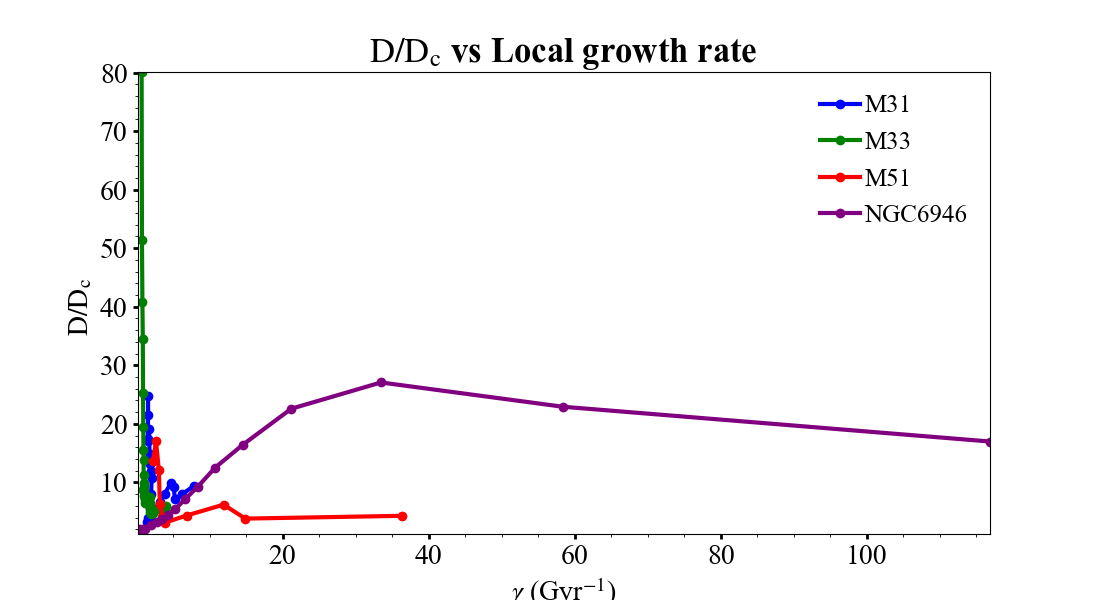 D/Dc vs Local growth rate
80
70
60
50
40
30
20
10
D/Dc
20 40 60 80 100
γ (Gyr⁻¹)
M31
M33
M51
NGC6946